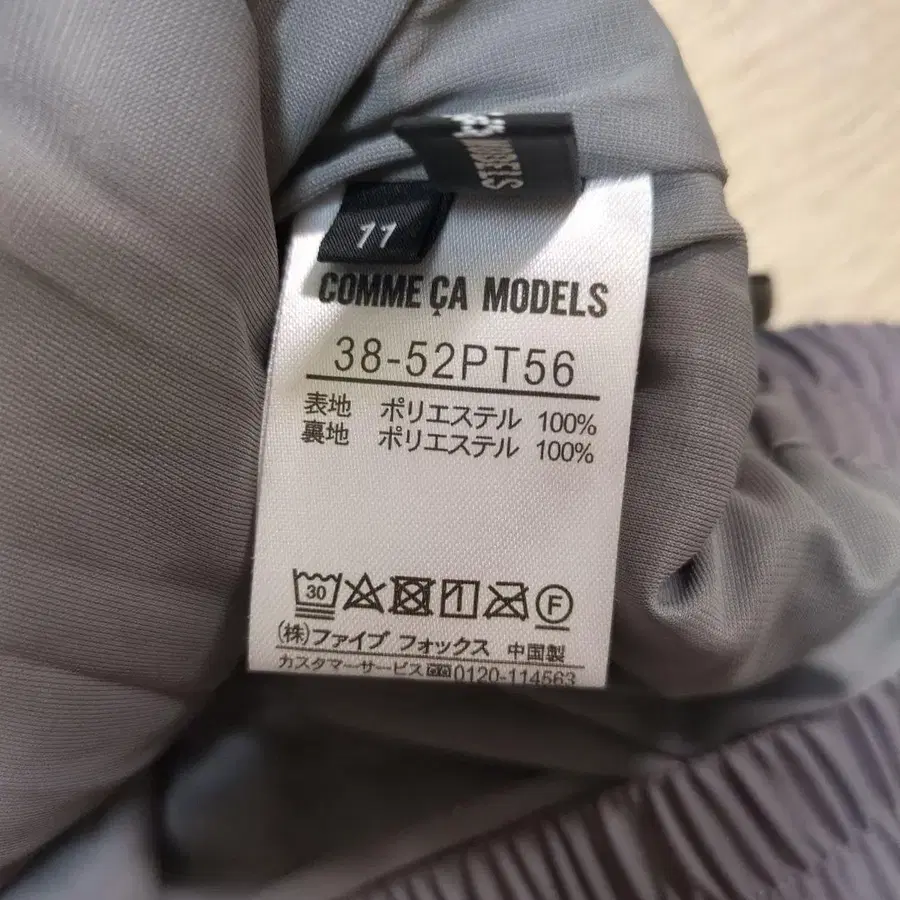 11
COMME ÇA MODELS
38-52PT56
表地 ポリエステル 100%
裏地 ポリエステル 100%
30
F
(株)ファイブ フォックス 中国製
カスタマーサービス 0120-114563